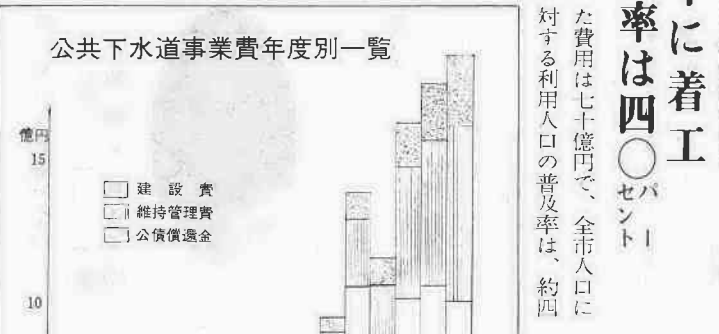 に着工
率は四〇パーセント
た費用は七十億円で、全市人口に
対する利用人口の普及率は、約四
公共下水道事業費年度別一覧
億円
15
建設費
維持管理費
公債償還金
10